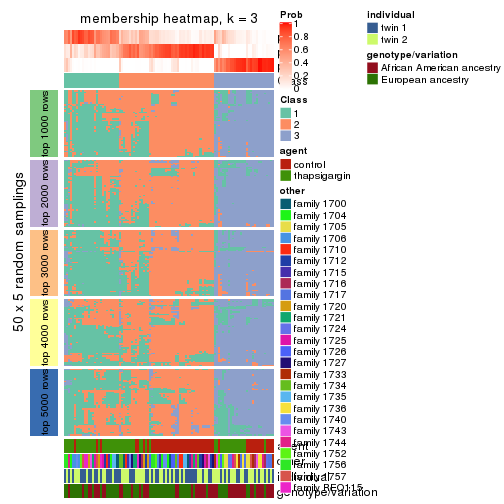 membership heatmap, k = 3
50 x 5 random samplings
top 1000 rows
top 2000 rows
top 3000 rows
top 4000 rows
top 5000 rows
agent
other
individual
genotype/variation
Prob
1
0.8
0.6
0.4
0.2
0
Class
1
2
3
agent
control
thapsigargin
other
family 1700
family 1704
family 1705
family 1706
family 1710
family 1712
family 1715
family 1716
family 1717
family 1720
family 1721
family 1724
family 1725
family 1726
family 1727
family 1733
family 1734
family 1735
family 1736
family 1740
family 1743
family 1744
family 1752
family 1756
family 1757
family REQ115
individual
twin 1
twin 2
genotype/variation
African American ancestry
European ancestry